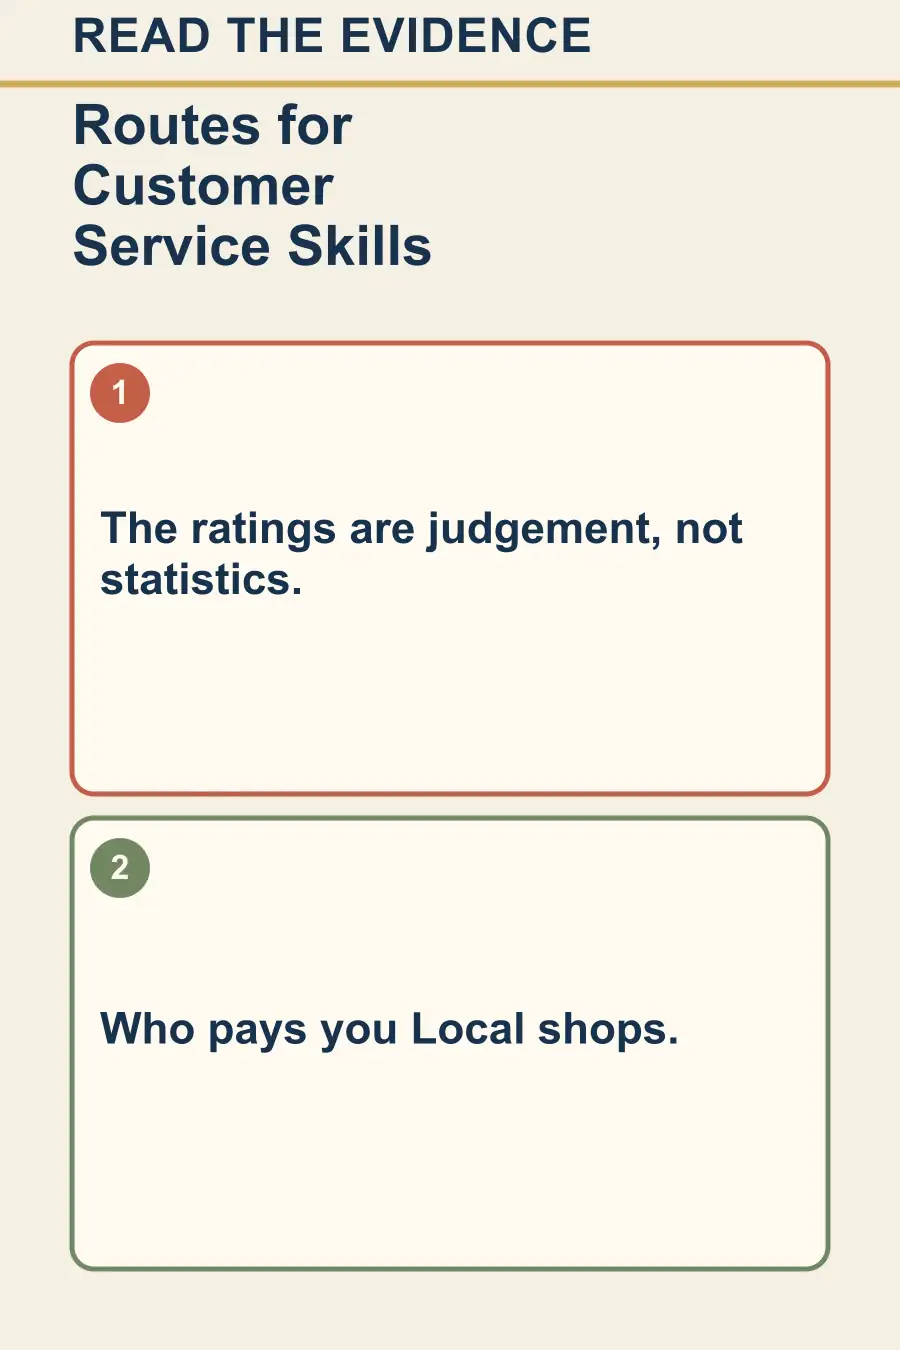 READ THE EVIDENCE
Routes for
Customer
Service Skills
1
The ratings are judgement, not
statistics.
2
Who pays you Local shops.